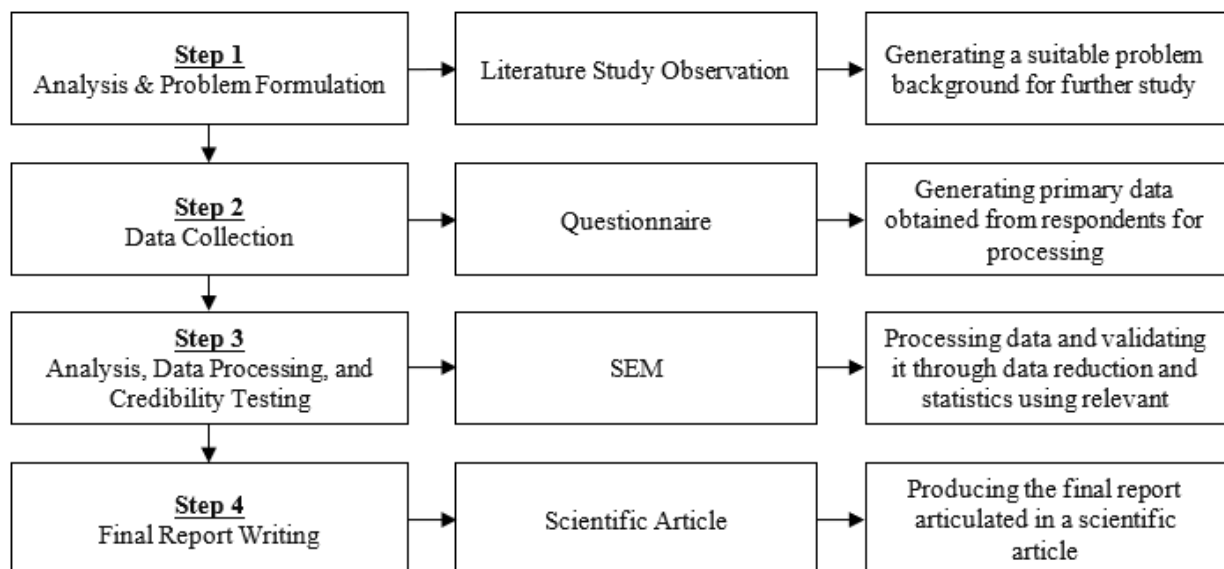 Step 1
Analysis & Problem Formulation
Literature Study Observation
Generating a suitable problem
background for further study
Step 2
Data Collection
Questionnaire
Generating primary data
obtained from respondents for
processing
Step 3
Analysis, Data Processing, and
Credibility Testing
SEM
Processing data and validating
it through data reduction and
statistics using relevant
Step 4
Final Report Writing
Scientific Article
Producing the final report
articulated in a scientific
article